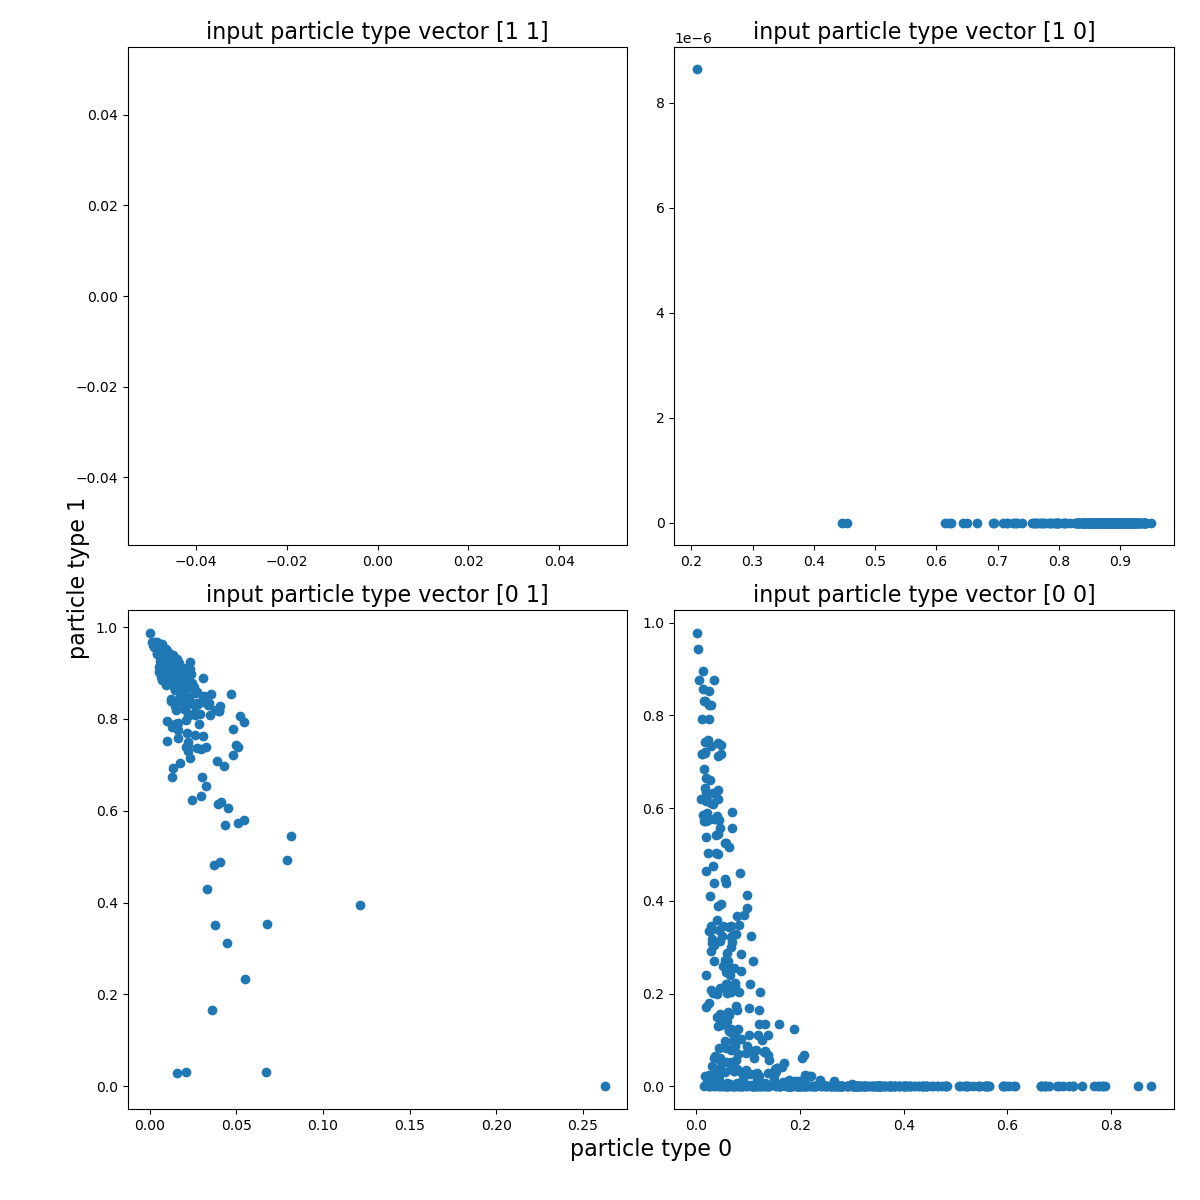 input particle type vector [1 1]
0.04
0.02
0.00
−0.02
−0.04
−0.04 −0.02 0.00 0.02 0.04
input particle type vector [1 0]
1e−6
8
6
4
2
0
0.2 0.3 0.4 0.5 0.6 0.7 0.8 0.9
particle type 1
input particle type vector [0 1]
1.0
0.8
0.6
0.4
0.2
0.0
0.00 0.05 0.10 0.15 0.20 0.25
input particle type vector [0 0]
1.0
0.8
0.6
0.4
0.2
0.0
0.0 0.2 0.4 0.6 0.8
particle type 0